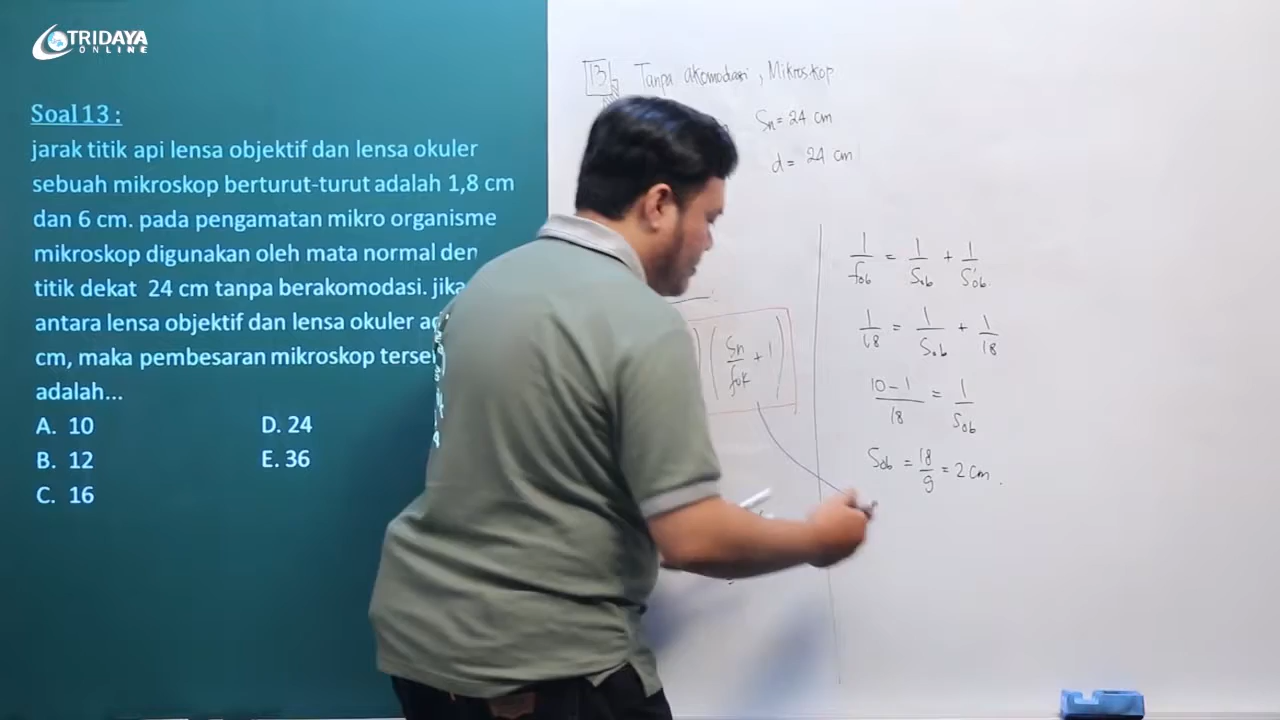 TRIDAYA
ONLINE
Soal 13 :
jarak titik api lensa objektif dan lensa okuler
sebuah mikroskop berturut-turut adalah 1,8 cm
dan 6 cm. pada pengamatan mikro organisme
mikroskop digunakan oleh mata normal den
titik dekat 24 cm tanpa berakomodasi. jika
antara lensa objektif dan lensa okuler a
cm, maka pembesaran mikroskop terse
adalah...
A. 10
B. 12
C. 16
D. 24
E. 36
13 Tanpa akomodasi, Mikroskop
Sn = 24 cm
d = 24 cm
(Sn/fok + 1)
1/fob = 1/Sob + 1/S'ob.
1/1,8 = 1/Sob + 1/18
10 - 1/18 = 1/Sob
Sob = 18/9 = 2 cm.